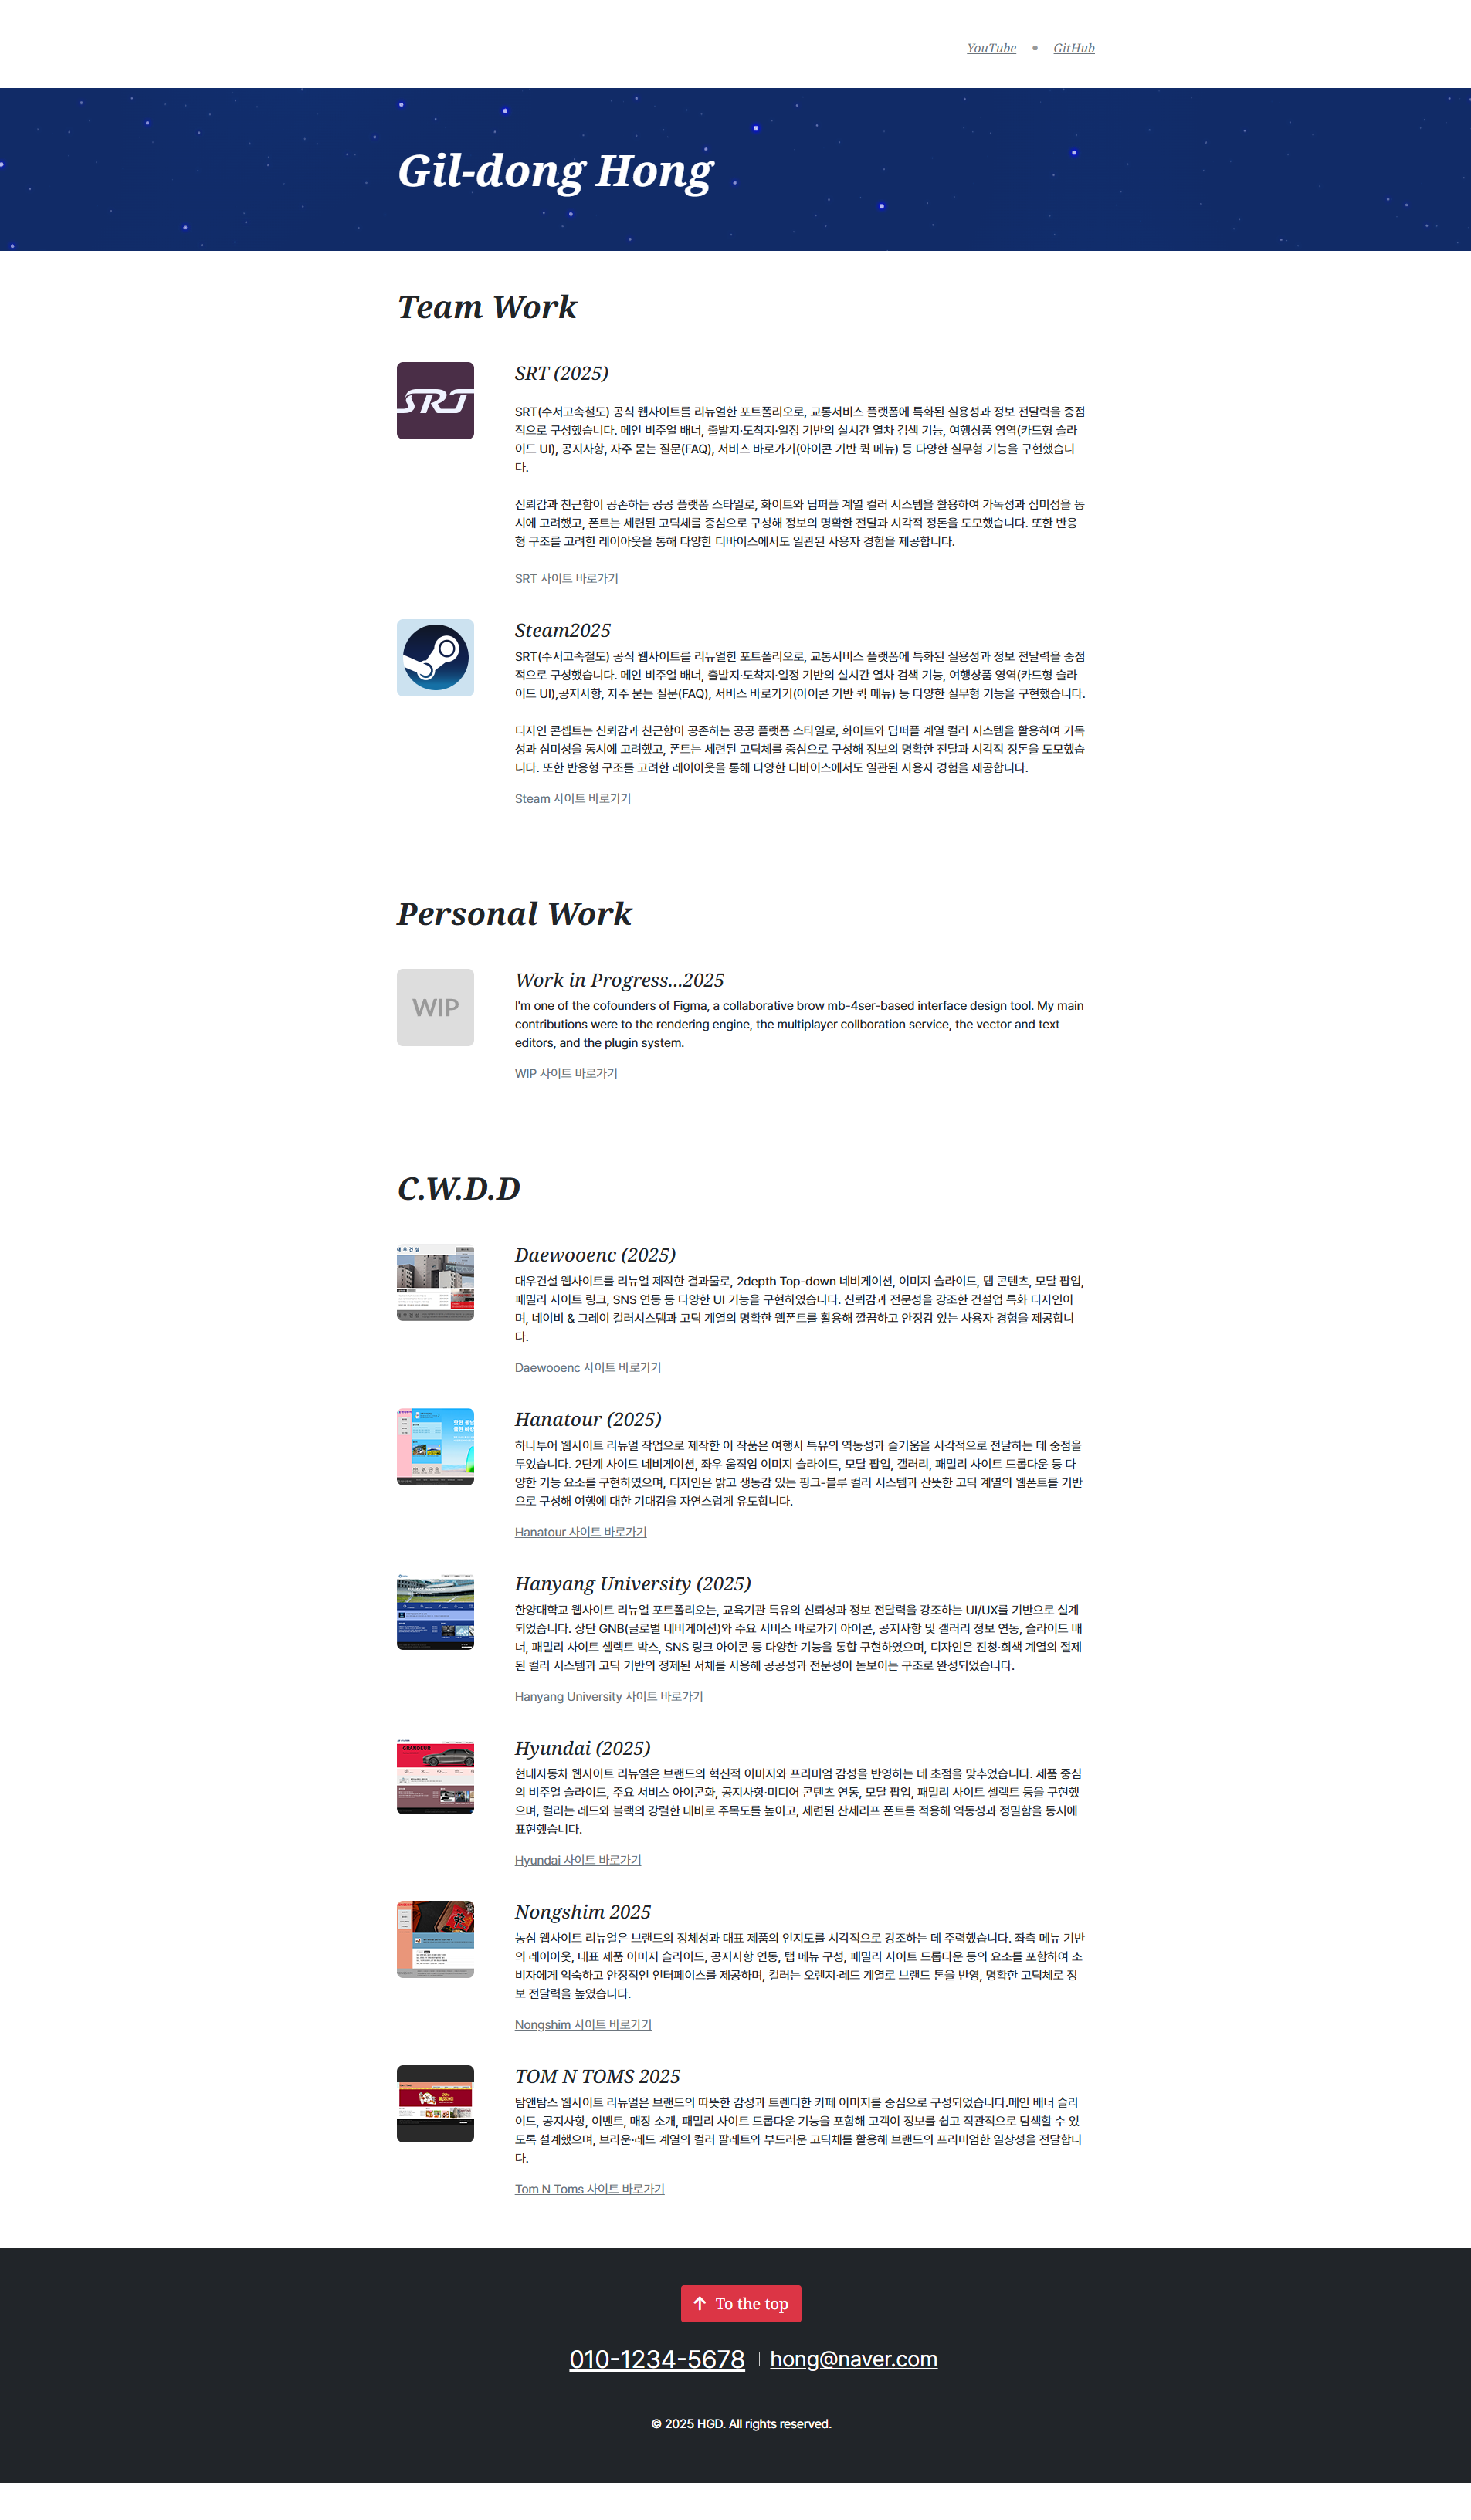 YouTube • GitHub
Gil-dong Hong
Team Work
SRT
SRT (2025)
SRT(수서고속철도) 공식 웹사이트를 리뉴얼한 포트폴리오로, 교통서비스 플랫폼에 특화된 실용성과 정보 전달력을 중점
적으로 구성했습니다. 메인 비주얼 배너, 출발지·도착지·일정 기반의 실시간 열차 검색 기능, 여행상품 영역(카드형 슬라
이드 UI), 공지사항, 자주 묻는 질문(FAQ), 서비스 바로가기(아이콘 기반 퀵 메뉴) 등 다양한 실무형 기능을 구현했습니
다.
신뢰감과 친근함이 공존하는 공공 플랫폼 스타일로, 화이트와 딥퍼플 계열 컬러 시스템을 활용하여 가독성과 심미성을 동
시에 고려했고, 폰트는 세련된 고딕체를 중심으로 구성해 정보의 명확한 전달과 시각적 정돈을 도모했습니다. 또한 반응
형 구조를 고려한 레이아웃을 통해 다양한 디바이스에서도 일관된 사용자 경험을 제공합니다.
SRT 사이트 바로가기
Steam2025
SRT(수서고속철도) 공식 웹사이트를 리뉴얼한 포트폴리오로, 교통서비스 플랫폼에 특화된 실용성과 정보 전달력을 중점
적으로 구성했습니다. 메인 비주얼 배너, 출발지·도착지·일정 기반의 실시간 열차 검색 기능, 여행상품 영역(카드형 슬라
이드 UI),공지사항, 자주 묻는 질문(FAQ), 서비스 바로가기(아이콘 기반 퀵 메뉴) 등 다양한 실무형 기능을 구현했습니다.
디자인 콘셉트는 신뢰감과 친근함이 공존하는 공공 플랫폼 스타일로, 화이트와 딥퍼플 계열 컬러 시스템을 활용하여 가독
성과 심미성을 동시에 고려했고, 폰트는 세련된 고딕체를 중심으로 구성해 정보의 명확한 전달과 시각적 정돈을 도모했습
니다. 또한 반응형 구조를 고려한 레이아웃을 통해 다양한 디바이스에서도 일관된 사용자 경험을 제공합니다.
Steam 사이트 바로가기
Personal Work
WIP
Work in Progress...2025
I'm one of the cofounders of Figma, a collaborative brow mb-4ser-based interface design tool. My main
contributions were to the rendering engine, the multiplayer collboration service, the vector and text
editors, and the plugin system.
WIP 사이트 바로가기
C.W.D.D
Daewooenc (2025)
대우건설 웹사이트를 리뉴얼 제작한 결과물로, 2depth Top-down 네비게이션, 이미지 슬라이드, 탭 콘텐츠, 모달 팝업,
패밀리 사이트 링크, SNS 연동 등 다양한 UI 기능을 구현하였습니다. 신뢰감과 전문성을 강조한 건설업 특화 디자인이
며, 네이비 & 그레이 컬러시스템과 고딕 계열의 명확한 웹폰트를 활용해 깔끔하고 안정감 있는 사용자 경험을 제공합니
다.
Daewooenc 사이트 바로가기
Hanatour (2025)
하나투어 웹사이트 리뉴얼 작업으로 제작한 이 작품은 여행사 특유의 역동성과 즐거움을 시각적으로 전달하는 데 중점을
두었습니다. 2단계 사이드 네비게이션, 좌우 움직임 이미지 슬라이드, 모달 팝업, 갤러리, 패밀리 사이트 드롭다운 등 다
양한 기능 요소를 구현하였으며, 디자인은 밝고 생동감 있는 핑크-블루 컬러 시스템과 산뜻한 고딕 계열의 웹폰트를 기반
으로 구성해 여행에 대한 기대감을 자연스럽게 유도합니다.
Hanatour 사이트 바로가기
Hanyang University (2025)
한양대학교 웹사이트 리뉴얼 포트폴리오는, 교육기관 특유의 신뢰성과 정보 전달력을 강조하는 UI/UX를 기반으로 설계
되었습니다. 상단 GNB(글로벌 네비게이션)와 주요 서비스 바로가기 아이콘, 공지사항 및 갤러리 정보 연동, 슬라이드 배
너, 패밀리 사이트 셀렉트 박스, SNS 링크 아이콘 등 다양한 기능을 통합 구현하였으며, 디자인은 진청·회색 계열의 절제
된 컬러 시스템과 고딕 기반의 정제된 서체를 사용해 공공성과 전문성이 돋보이는 구조로 완성되었습니다.
Hanyang University 사이트 바로가기
GRANDEUR
Hyundai (2025)
현대자동차 웹사이트 리뉴얼은 브랜드의 혁신적 이미지와 프리미엄 감성을 반영하는 데 초점을 맞추었습니다. 제품 중심
의 비주얼 슬라이드, 주요 서비스 아이콘화, 공지사항·미디어 콘텐츠 연동, 모달 팝업, 패밀리 사이트 셀렉트 등을 구현했
으며, 컬러는 레드와 블랙의 강렬한 대비로 주목도를 높이고, 세련된 산세리프 폰트를 적용해 역동성과 정밀함을 동시에
표현했습니다.
Hyundai 사이트 바로가기
Nongshim 2025
농심 웹사이트 리뉴얼은 브랜드의 정체성과 대표 제품의 인지도를 시각적으로 강조하는 데 주력했습니다. 좌측 메뉴 기반
의 레이아웃, 대표 제품 이미지 슬라이드, 공지사항 연동, 탭 메뉴 구성, 패밀리 사이트 드롭다운 등의 요소를 포함하여 소
비자에게 익숙하고 안정적인 인터페이스를 제공하며, 컬러는 오렌지·레드 계열로 브랜드 톤을 반영, 명확한 고딕체로 정
보 전달력을 높였습니다.
Nongshim 사이트 바로가기
TOM N TOMS 2025
탐앤탐스 웹사이트 리뉴얼은 브랜드의 따뜻한 감성과 트렌디한 카페 이미지를 중심으로 구성되었습니다.메인 배너 슬라
이드, 공지사항, 이벤트, 매장 소개, 패밀리 사이트 드롭다운 기능을 포함해 고객이 정보를 쉽고 직관적으로 탐색할 수 있
도록 설계했으며, 브라운·레드 계열의 컬러 팔레트와 부드러운 고딕체를 활용해 브랜드의 프리미엄한 일상성을 전달합니
다.
Tom N Toms 사이트 바로가기
To the top
010-1234-5678 | hong@naver.com
© 2025 HGD. All rights reserved.